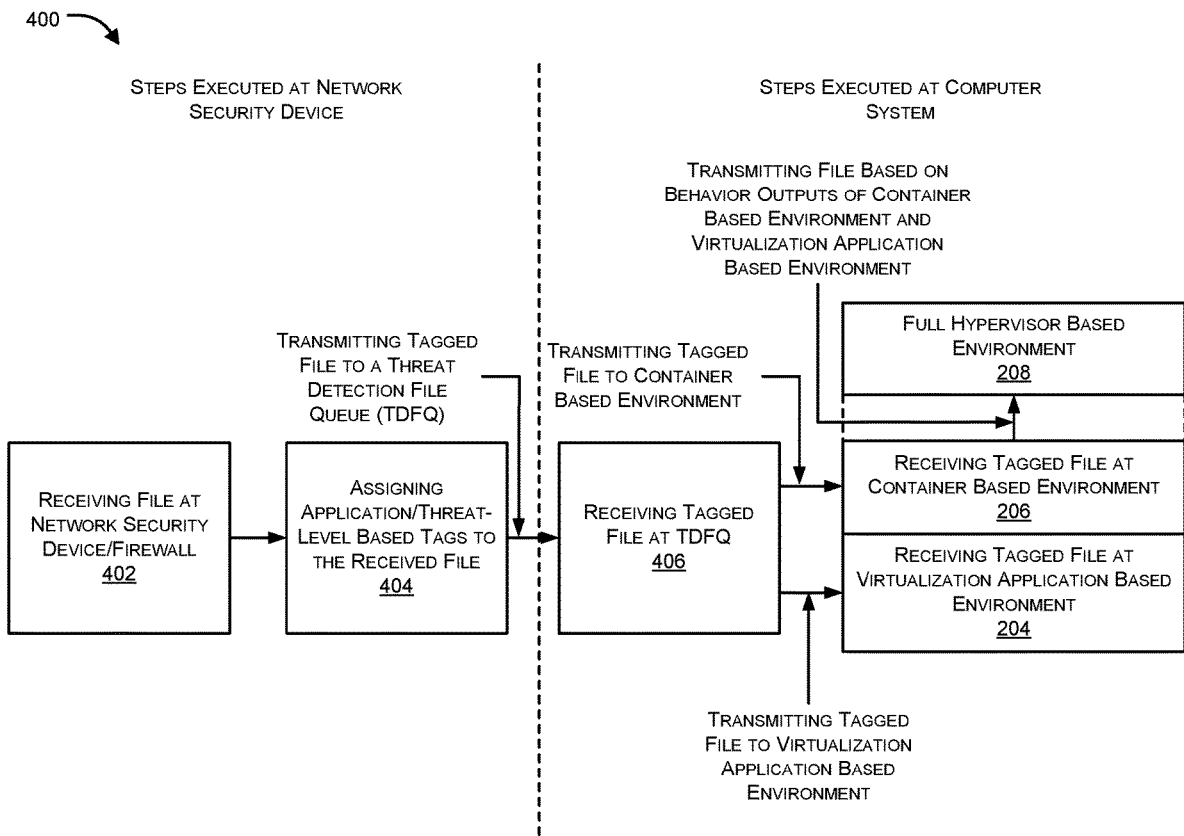 400
STEPS EXECUTED AT NETWORK
SECURITY DEVICE
STEPS EXECUTED AT COMPUTER
SYSTEM
TRANSMITTING FILE BASED ON
BEHAVIOR OUTPUTS OF CONTAINER
BASED ENVIRONMENT AND
VIRTUALIZATION APPLICATION
BASED ENVIRONMENT
TRANSMITTING TAGGED
FILE TO A THREAT
DETECTION FILE
QUEUE (TDFQ)
TRANSMITTING TAGGED
FILE TO CONTAINER
BASED ENVIRONMENT
FULL HYPERVISOR BASED
ENVIRONMENT
208
RECEIVING FILE AT
NETWORK SECURITY
DEVICE/FIREWALL
402
ASSIGNING
APPLICATION/THREAT-
LEVEL BASED TAGS TO
THE RECEIVED FILE
404
RECEIVING TAGGED
FILE AT TDFQ
406
RECEIVING TAGGED FILE AT
CONTAINER BASED ENVIRONMENT
206
RECEIVING TAGGED FILE AT
VIRTUALIZATION APPLICATION BASED
ENVIRONMENT
204
TRANSMITTING TAGGED
FILE TO VIRTUALIZATION
APPLICATION BASED
ENVIRONMENT